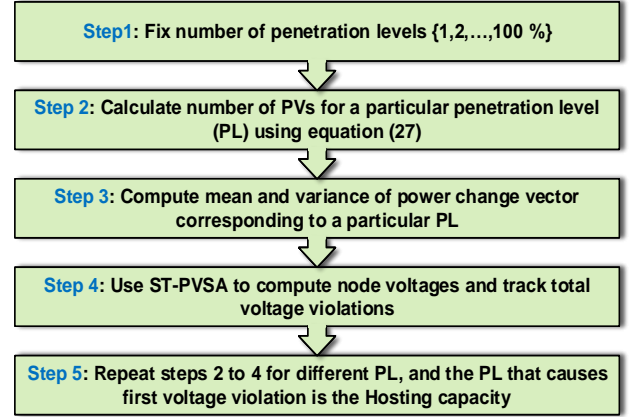 Step1: Fix number of penetration levels {1,2,...,100 %}
Step 2: Calculate number of PVs for a particular penetration level
(PL) using equation (27)
Step 3: Compute mean and variance of power change vector
corresponding to a particular PL
Step 4: Use ST-PVSA to compute node voltages and track total
voltage violations
Step 5: Repeat steps 2 to 4 for different PL, and the PL that causes
first voltage violation is the Hosting capacity